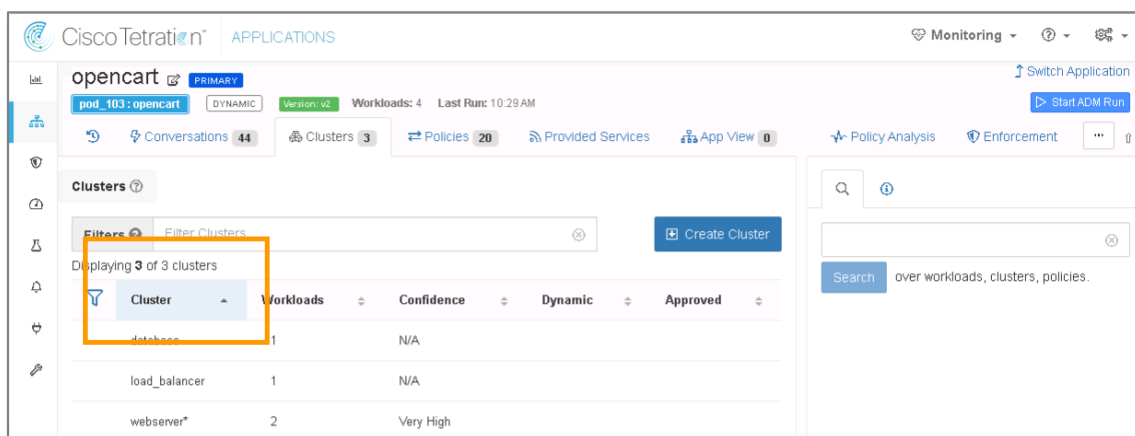 Cisco Tetration™ APPLICATIONS Monitoring
opencart PRIMARY Switch Application
pod_103 : opencart DYNAMIC Version: v2 Workloads: 4 Last Run: 10:29 AM Start ADM Run
Conversations 44 Clusters 3 Policies 20 Provided Services App View 0 Policy Analysis Enforcement ...
Clusters
Filters Filter Clusters Create Cluster
Displaying 3 of 3 clusters
Search over workloads, clusters, policies.
Cluster Workloads Confidence Dynamic Approved
database 1 N/A
load_balancer 1 N/A
webserver* 2 Very High